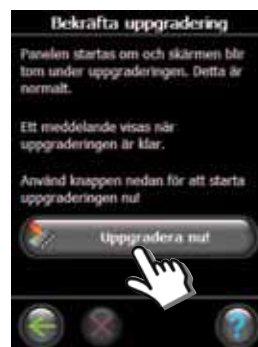 Bekräfta uppgradering
Panelen startas om och skärmen blir
tom under uppgraderingen. Detta är
normalt.
Ett meddelande visas när
uppgraderingen är klar.
Använd knappen nedan för att starta
uppgraderingen nu!
Uppgradera nu!
?